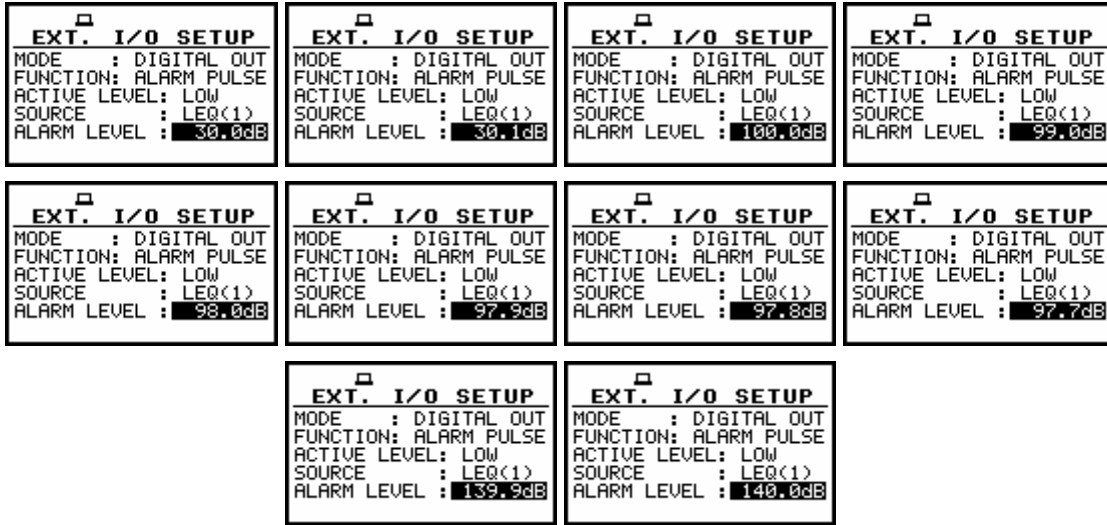 EXT. I/O SETUP
MODE : DIGITAL OUT
FUNCTION: ALARM PULSE
ACTIVE LEVEL: LOW
SOURCE : LEQ(1)
ALARM LEVEL : 30.0dB
EXT. I/O SETUP
MODE : DIGITAL OUT
FUNCTION: ALARM PULSE
ACTIVE LEVEL: LOW
SOURCE : LEQ(1)
ALARM LEVEL : 30.1dB
EXT. I/O SETUP
MODE : DIGITAL OUT
FUNCTION: ALARM PULSE
ACTIVE LEVEL: LOW
SOURCE : LEQ(1)
ALARM LEVEL : 100.0dB
EXT. I/O SETUP
MODE : DIGITAL OUT
FUNCTION: ALARM PULSE
ACTIVE LEVEL: LOW
SOURCE : LEQ(1)
ALARM LEVEL : 99.0dB
EXT. I/O SETUP
MODE : DIGITAL OUT
FUNCTION: ALARM PULSE
ACTIVE LEVEL: LOW
SOURCE : LEQ(1)
ALARM LEVEL : 98.0dB
EXT. I/O SETUP
MODE : DIGITAL OUT
FUNCTION: ALARM PULSE
ACTIVE LEVEL: LOW
SOURCE : LEQ(1)
ALARM LEVEL : 97.9dB
EXT. I/O SETUP
MODE : DIGITAL OUT
FUNCTION: ALARM PULSE
ACTIVE LEVEL: LOW
SOURCE : LEQ(1)
ALARM LEVEL : 97.8dB
EXT. I/O SETUP
MODE : DIGITAL OUT
FUNCTION: ALARM PULSE
ACTIVE LEVEL: LOW
SOURCE : LEQ(1)
ALARM LEVEL : 97.7dB
EXT. I/O SETUP
MODE : DIGITAL OUT
FUNCTION: ALARM PULSE
ACTIVE LEVEL: LOW
SOURCE : LEQ(1)
ALARM LEVEL : 139.9dB
EXT. I/O SETUP
MODE : DIGITAL OUT
FUNCTION: ALARM PULSE
ACTIVE LEVEL: LOW
SOURCE : LEQ(1)
ALARM LEVEL : 140.0dB